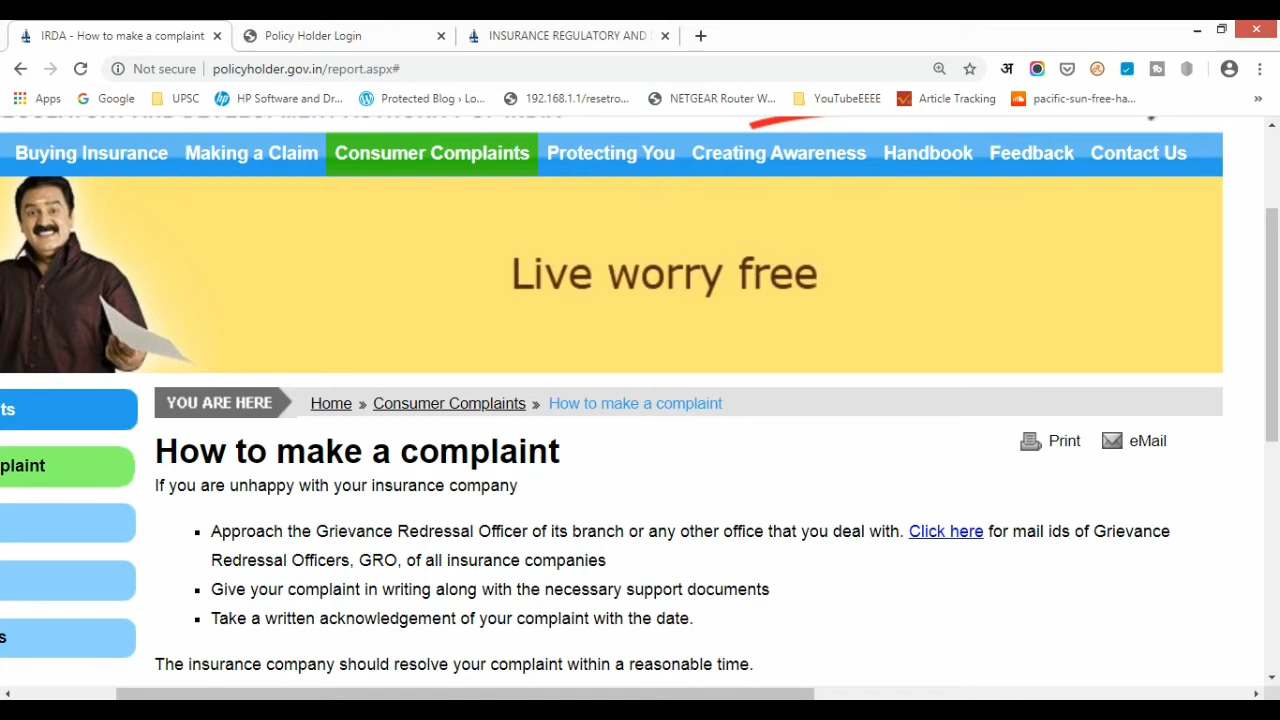 IRDA - How to make a complaint
Policy Holder Login
INSURANCE REGULATORY AND
Not secure
policyholder.gov.in/report.aspx#
अ
Apps
Google
UPSC
HP Software and Dr...
Protected Blog › Lo...
192.168.1.1/resetro...
NETGEAR Router W...
YouTubeEEEE
Article Tracking
pacific-sun-free-ha...
Buying Insurance
Making a Claim
Consumer Complaints
Protecting You
Creating Awareness
Handbook
Feedback
Contact Us
Live worry free
ts
plaint
s
YOU ARE HERE
Home » Consumer Complaints » How to make a complaint
How to make a complaint
Print
eMail
If you are unhappy with your insurance company
Approach the Grievance Redressal Officer of its branch or any other office that you deal with. Click here for mail ids of Grievance
Redressal Officers, GRO, of all insurance companies
Give your complaint in writing along with the necessary support documents
Take a written acknowledgement of your complaint with the date.
The insurance company should resolve your complaint within a reasonable time.